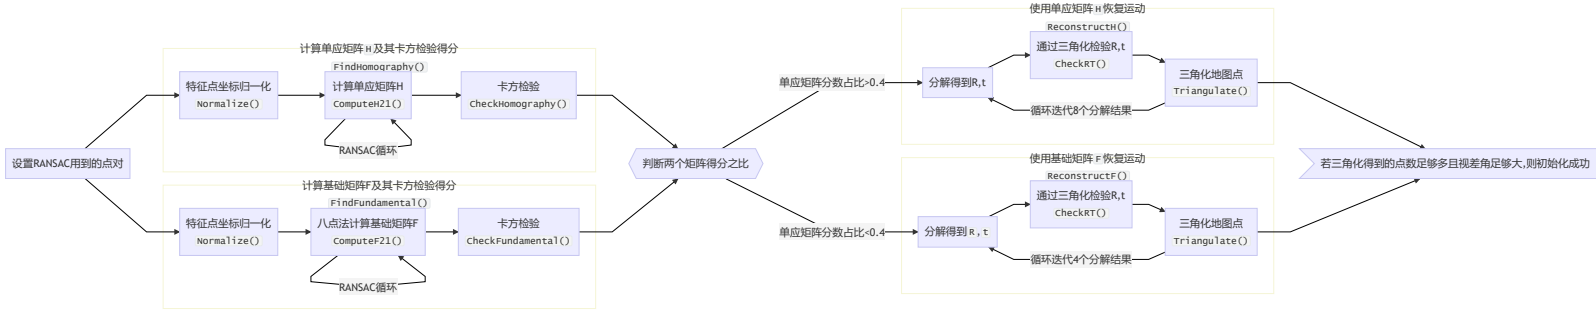 设置RANSAC用到的点对
计算单应矩阵 H 及其卡方检验得分
FindHomography()
特征点坐标归一化
Normalize()
计算单应矩阵H
ComputeH21()
RANSAC循环
卡方检验
CheckHomography()
计算基础矩阵F及其卡方检验得分
FindFundamental()
特征点坐标归一化
Normalize()
八点法计算基础矩阵F
ComputeF21()
RANSAC循环
卡方检验
CheckFundamental()
判断两个矩阵得分之比
单应矩阵分数占比>0.4
单应矩阵分数占比<0.4
使用单应矩阵 H 恢复运动
ReconstructH()
分解得到R,t
通过三角化检验R,t
CheckRT()
三角化地图点
Triangulate()
循环迭代8个分解结果
使用基础矩阵 F 恢复运动
ReconstructF()
分解得到 R , t
通过三角化检验R,t
CheckRT()
三角化地图点
Triangulate()
循环迭代4个分解结果
若三角化得到的点数足够多且视差角足够大,则初始化成功